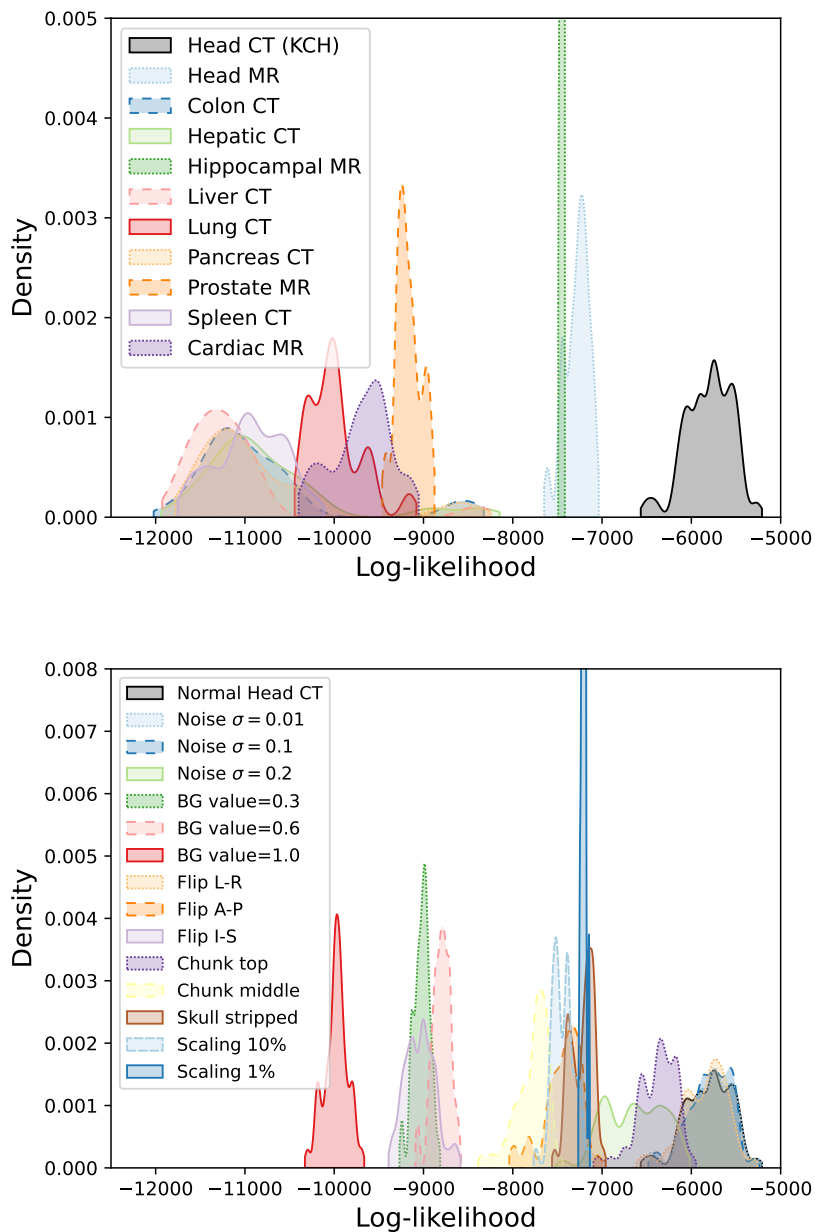 0.005
0.004
0.003
0.002
0.001
0.000
Density
Head CT (KCH)
Head MR
Colon CT
Hepatic CT
Hippocampal MR
Liver CT
Lung CT
Pancreas CT
Prostate MR
Spleen CT
Cardiac MR
−12000 −11000 −10000 −9000 −8000 −7000 −6000 −5000
Log-likelihood
0.008
0.007
0.006
0.005
0.004
0.003
0.002
0.001
0.000
Density
Normal Head CT
Noise σ = 0.01
Noise σ = 0.1
Noise σ = 0.2
BG value=0.3
BG value=0.6
BG value=1.0
Flip L-R
Flip A-P
Flip I-S
Chunk top
Chunk middle
Skull stripped
Scaling 10%
Scaling 1%
−12000 −11000 −10000 −9000 −8000 −7000 −6000 −5000
Log-likelihood